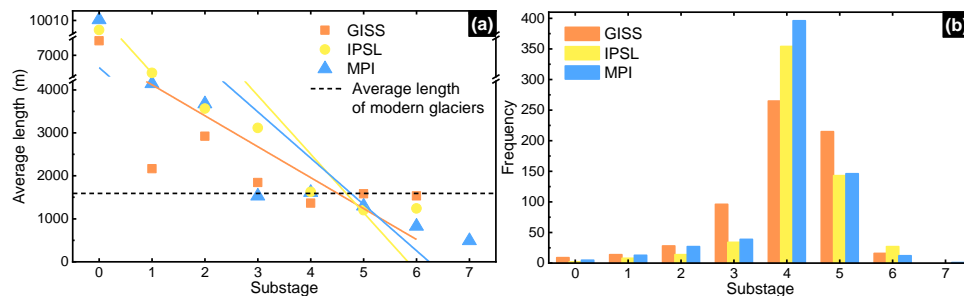 (a)
GISS
IPSL
MPI
Average length
of modern glaciers
10010
7000
4000
3000
2000
1000
0
Average length (m)
0 1 2 3 4 5 6 7
Substage
(b)
GISS
IPSL
MPI
400
350
300
250
200
150
100
50
0
Frequency
0 1 2 3 4 5 6 7
Substage